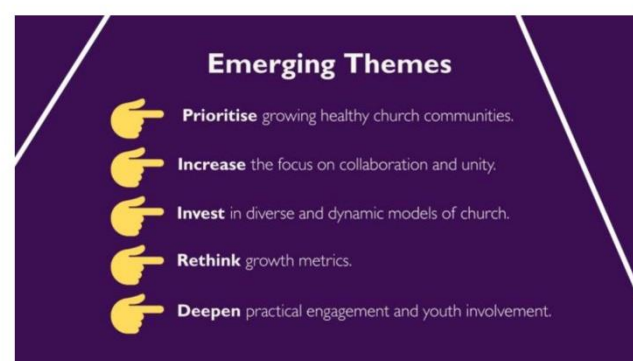 Emerging Themes
Prioritise growing healthy church communities.
Increase the focus on collaboration and unity.
Invest in diverse and dynamic models of church.
Rethink growth metrics.
Deepen practical engagement and youth involvement.